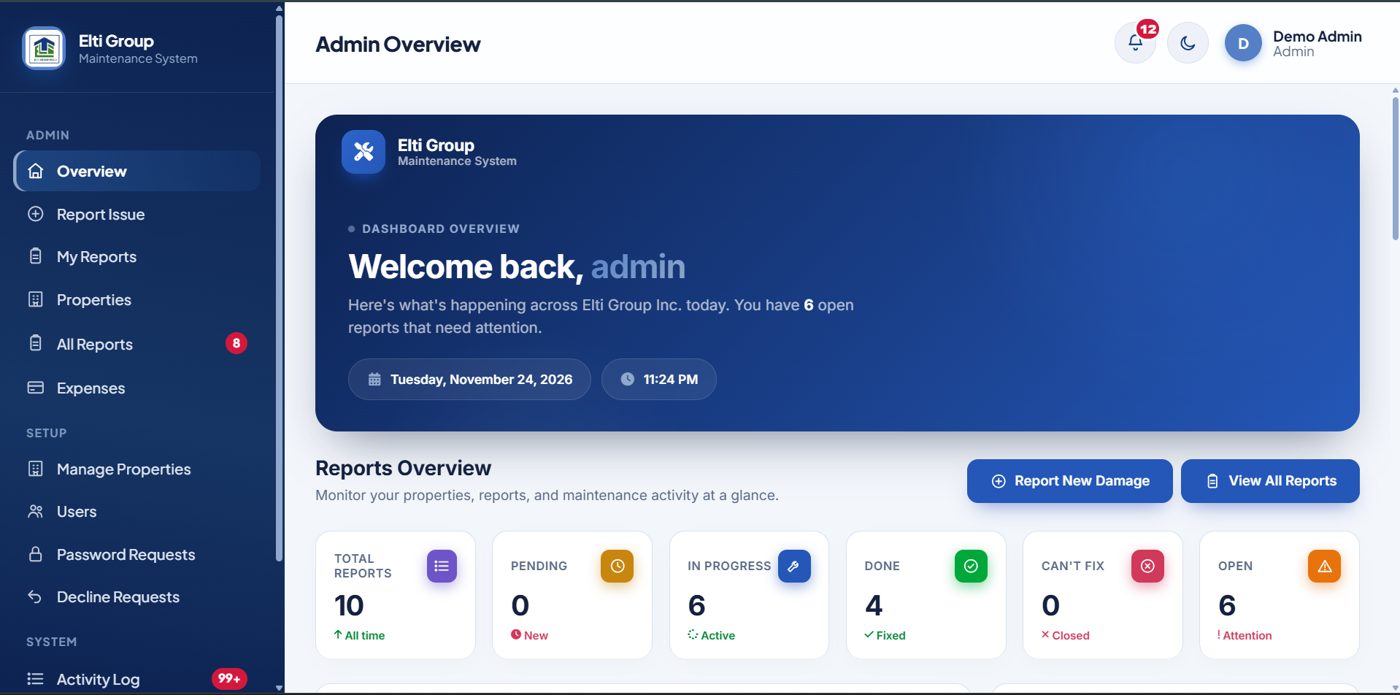 Elti Group
Maintenance System
ADMIN
Overview
Report Issue
My Reports
Properties
All Reports 8
Expenses
SETUP
Manage Properties
Users
Password Requests
Decline Requests
SYSTEM
Activity Log 99+
Admin Overview
12
D
Demo Admin
Admin
Elti Group
Maintenance System
DASHBOARD OVERVIEW
Welcome back, admin
Here's what's happening across Elti Group Inc. today. You have 6 open
reports that need attention.
Tuesday, November 24, 2026
11:24 PM
Reports Overview
Monitor your properties, reports, and maintenance activity at a glance.
Report New Damage
View All Reports
TOTAL
REPORTS
10
All time
PENDING
0
New
IN PROGRESS
6
Active
DONE
4
Fixed
CAN'T FIX
0
Closed
OPEN
6
! Attention